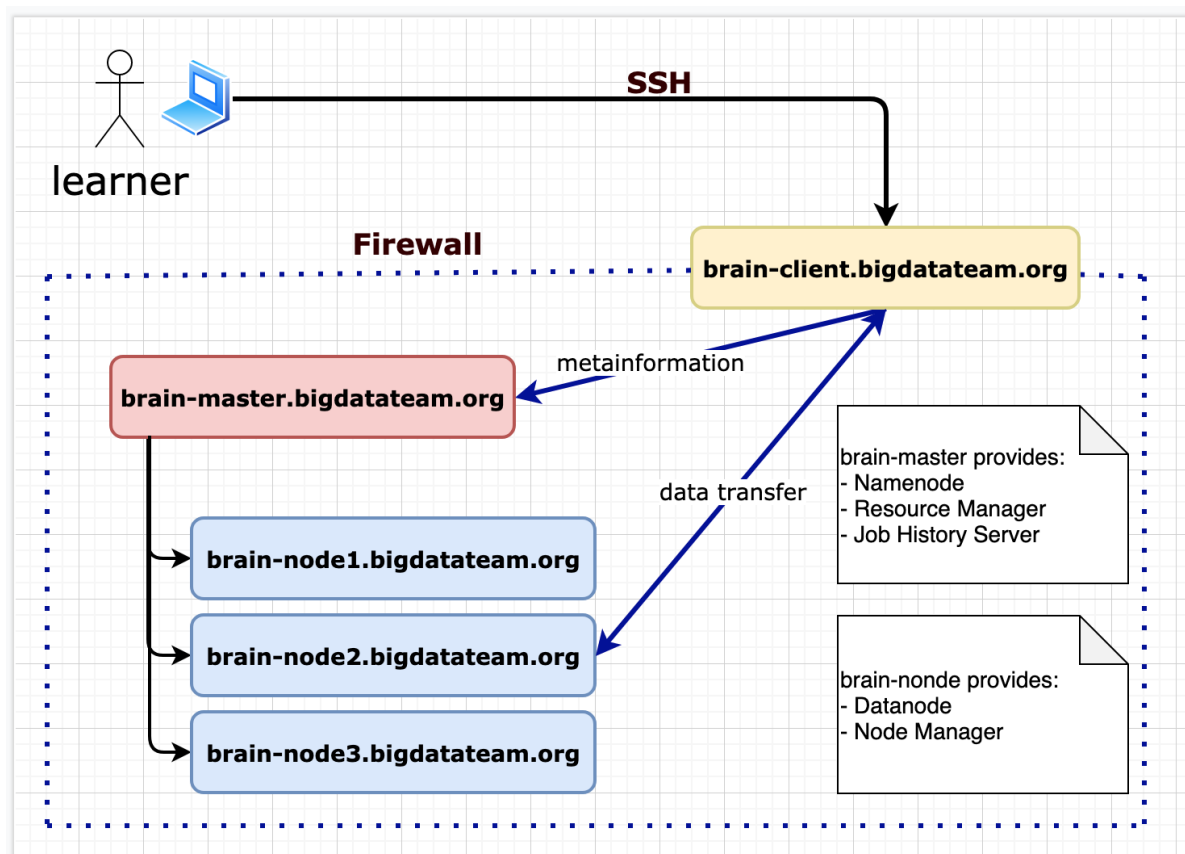 SSH
learner
Firewall
brain-client.bigdatateam.org
metainformation
brain-master.bigdatateam.org
brain-master provides:
- Namenode
- Resource Manager
- Job History Server
data transfer
brain-node1.bigdatateam.org
brain-node2.bigdatateam.org
brain-node3.bigdatateam.org
brain-nonde provides:
- Datanode
- Node Manager